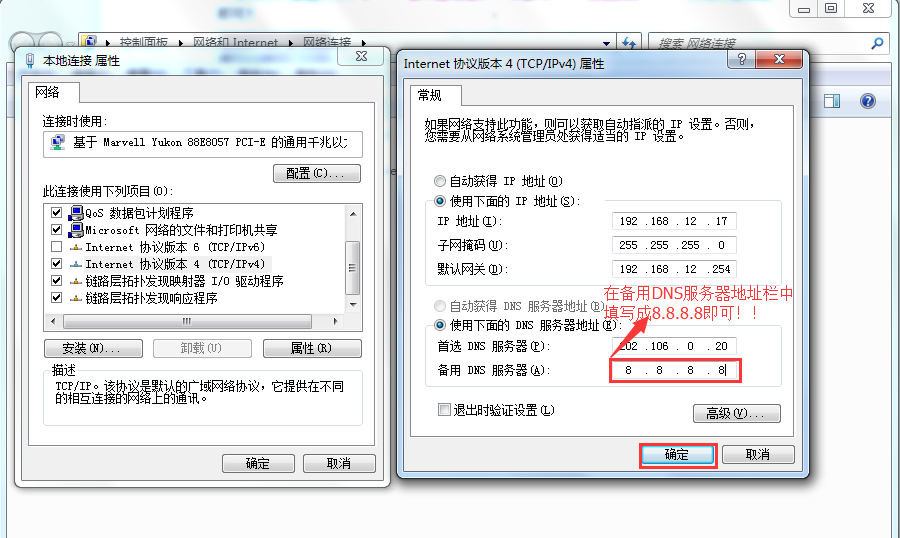 控制面板 ▸ 网络和 Internet ▸ 网络连接 ▸
搜索 网络连接
本地连接 属性
网络
连接时使用:
基于 Marvell Yukon 88E8057 PCI-E 的通用千兆以
配置(C)...
此连接使用下列项目(O):
QoS 数据包计划程序
Microsoft 网络的文件和打印机共享
Internet 协议版本 6 (TCP/IPv6)
Internet 协议版本 4 (TCP/IPv4)
链路层拓扑发现映射器 I/O 驱动程序
链路层拓扑发现响应程序
安装(N)...
卸载(U)
属性(R)
描述
TCP/IP。该协议是默认的广域网络协议，它提供在不同
的相互连接的网络上的通讯。
确定
取消
Internet 协议版本 4 (TCP/IPv4) 属性
常规
如果网络支持此功能，则可以获取自动指派的 IP 设置。否则，
您需要从网络系统管理员处获得适当的 IP 设置。
自动获得 IP 地址(O)
使用下面的 IP 地址(S):
IP 地址(I):
192 .168 .12 .17
子网掩码(U):
255 .255 .255 . 0
默认网关(D):
192 .168 .12 .254
在备用DNS服务器地址栏中
填写成8.8.8.8即可！！
自动获得 DNS 服务器地址(B)
使用下面的 DNS 服务器地址(E):
首选 DNS 服务器(P):
202 .106 . 0 .20
备用 DNS 服务器(A):
8 . 8 . 8 . 8
退出时验证设置(L)
高级(V)...
确定
取消